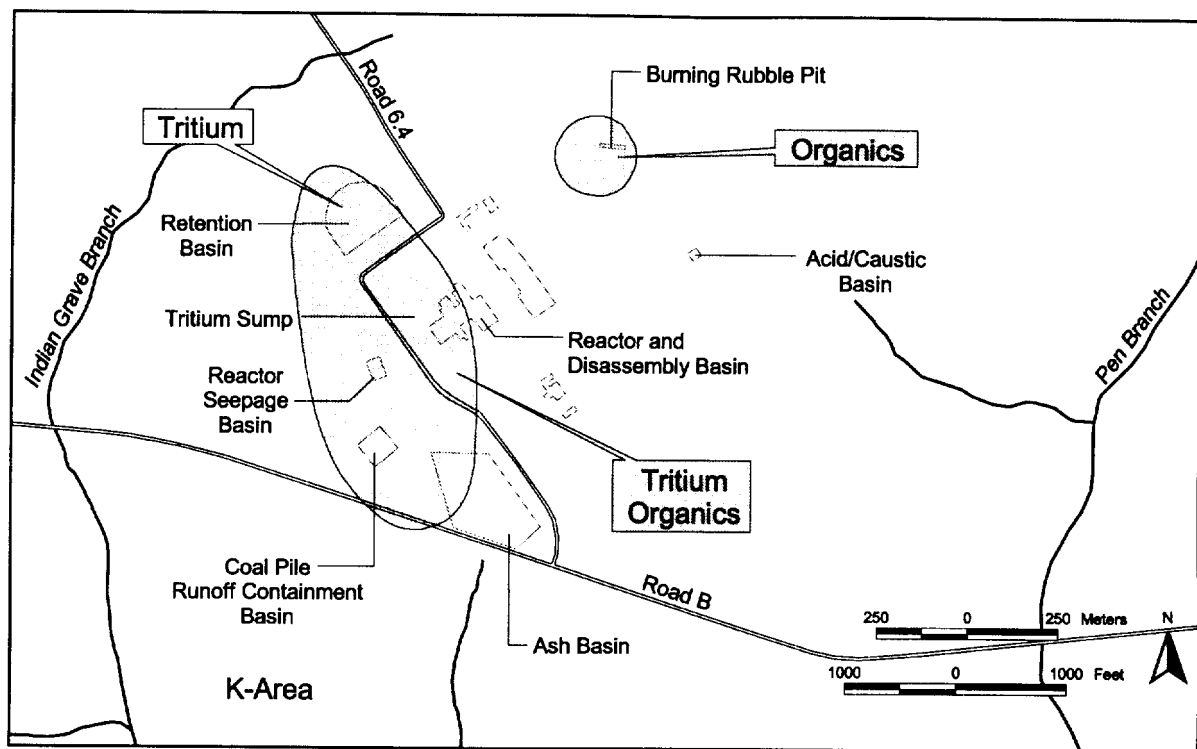 Burning Rubble Pit
Road 6.4
Tritium
Organics
Retention
Basin
Indian Grave Branch
Acid/Caustic
Basin
Pen Branch
Tritium Sump
Reactor and
Disassembly Basin
Reactor
Seepage
Basin
Tritium
Organics
Coal Pile
Runoff Containment
Basin
Road B
Ash Basin
250 0 250 Meters
N
1000 0 1000 Feet
K-Area